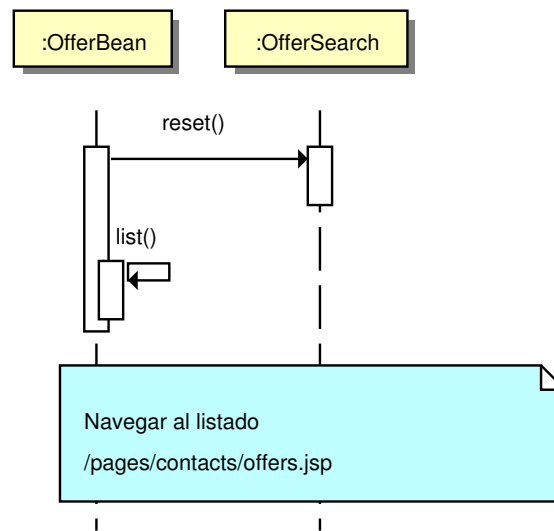 :OfferBean
:OfferSearch
reset()
list()
Navegar al listado
/pages/contacts/offers.jsp